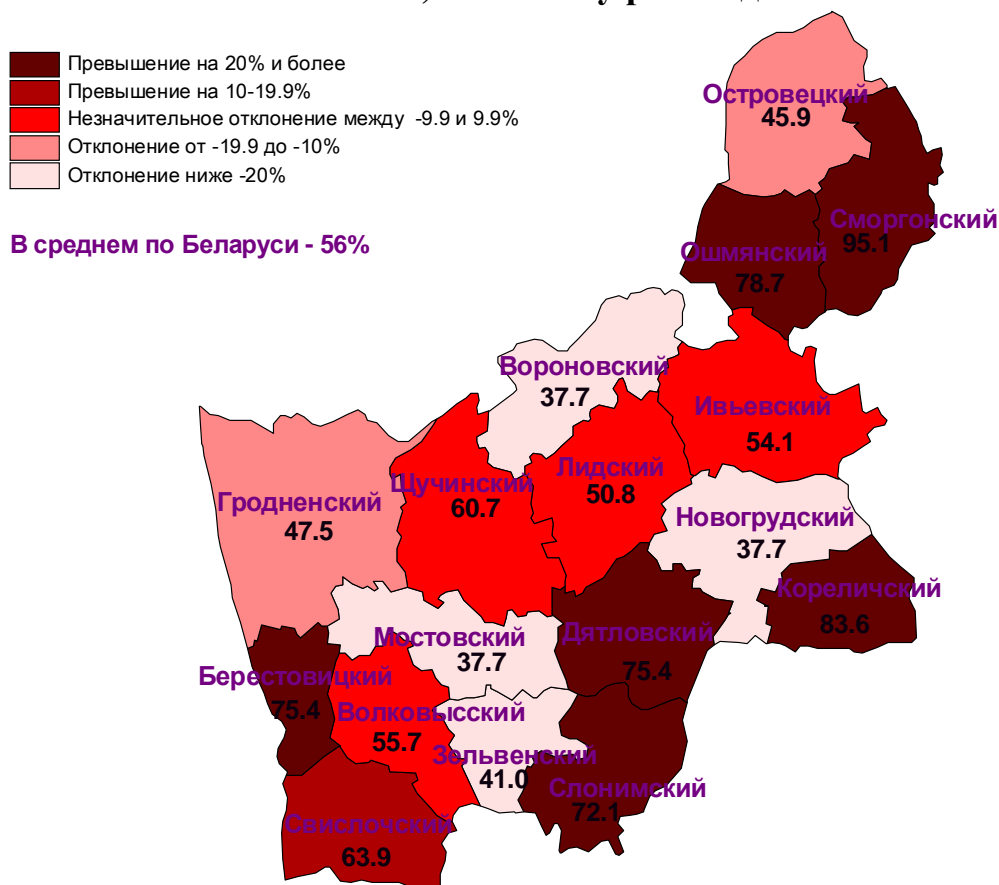 Превышение на 20% и более
Превышение на 10-19.9%
Незначительное отклонение между -9.9 и 9.9%
Отклонение от -19.9 до -10%
Отклонение ниже -20%
В среднем по Беларуси - 56%
Островецкий
45.9
Сморгонский
95.1
Ошмянский
78.7
Вороновский
37.7
Ивьевский
54.1
Лидский
50.8
Щучинский
60.7
Гродненский
47.5
Новогрудский
37.7
Кореличский
83.6
Мостовский
37.7
Дятловский
75.4
Берестовицкий
75.4
Волковысский
55.7
Зельвенский
41.0
Слонимский
72.1
Свислочский
63.9